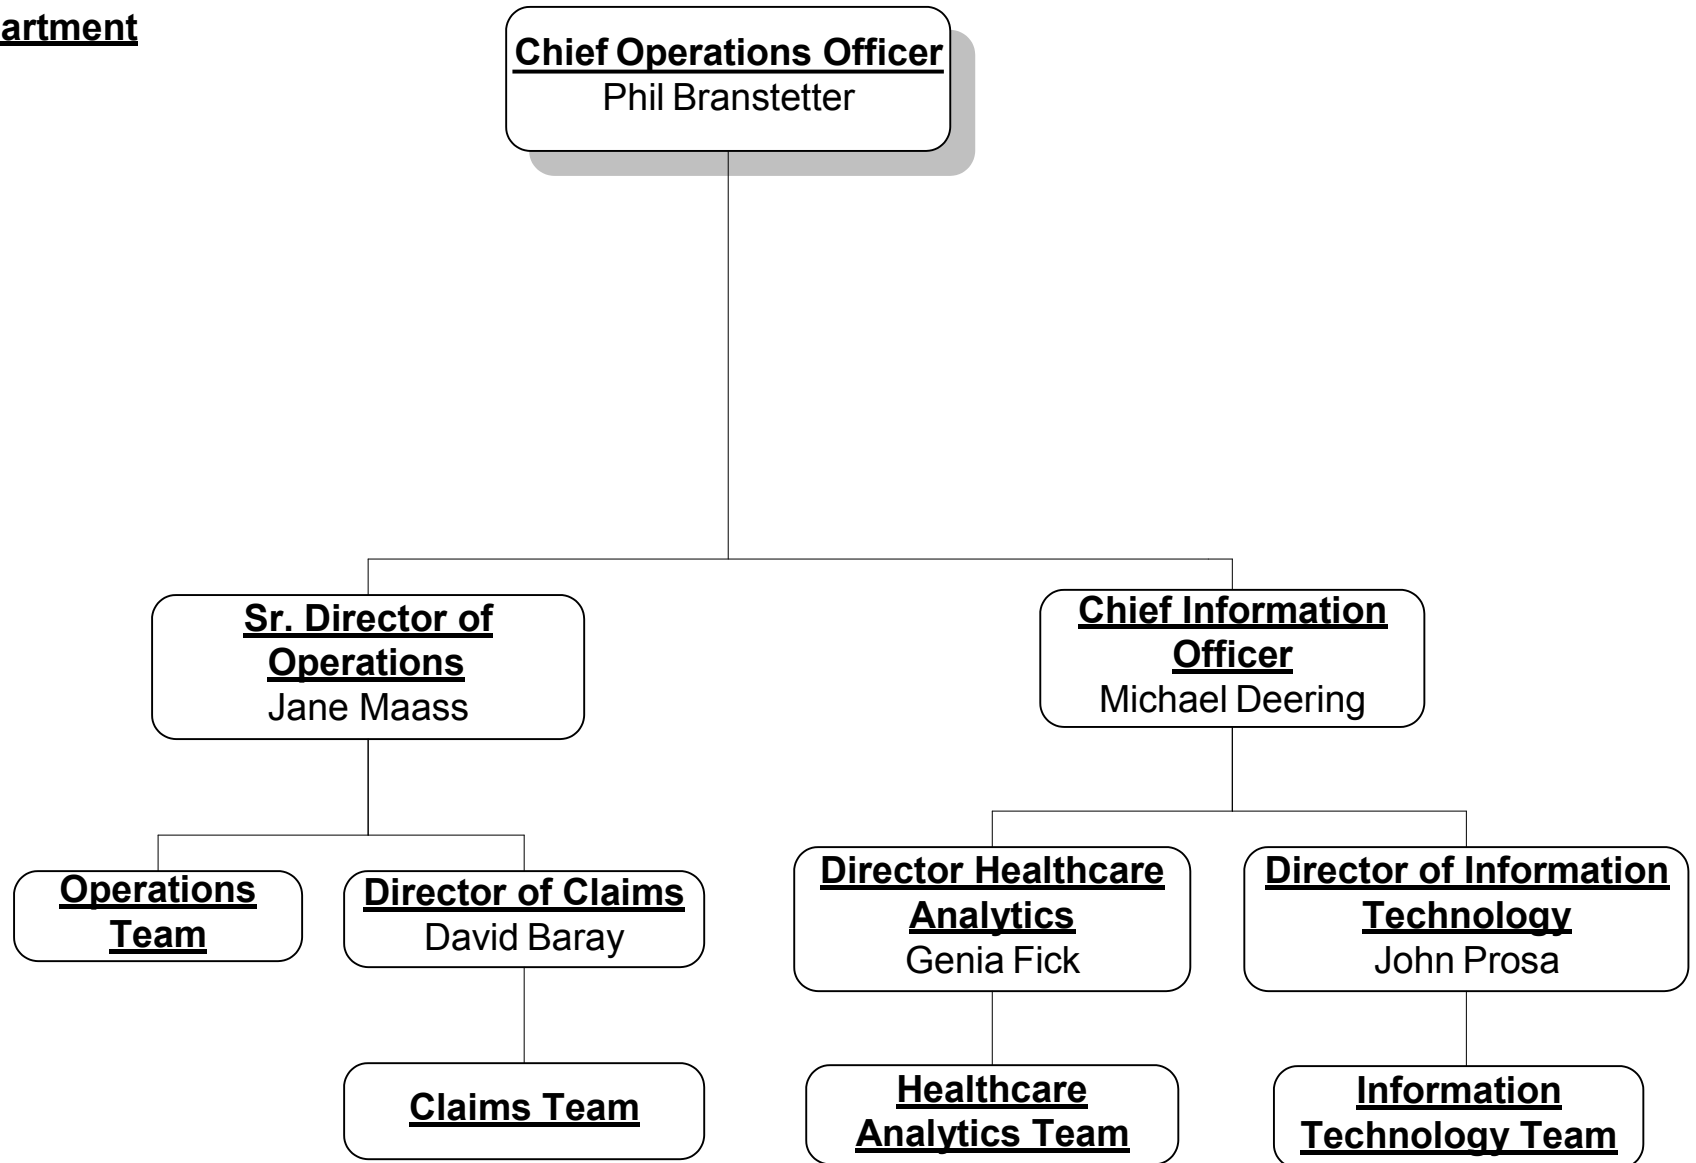 artment
Chief Operations Officer
Phil Branstetter
Sr. Director of
Operations
Jane Maass
Chief Information
Officer
Michael Deering
Operations
Team
Director of Claims
David Baray
Director Healthcare
Analytics
Genia Fick
Director of Information
Technology
John Prosa
Claims Team
Healthcare
Analytics Team
Information
Technology Team